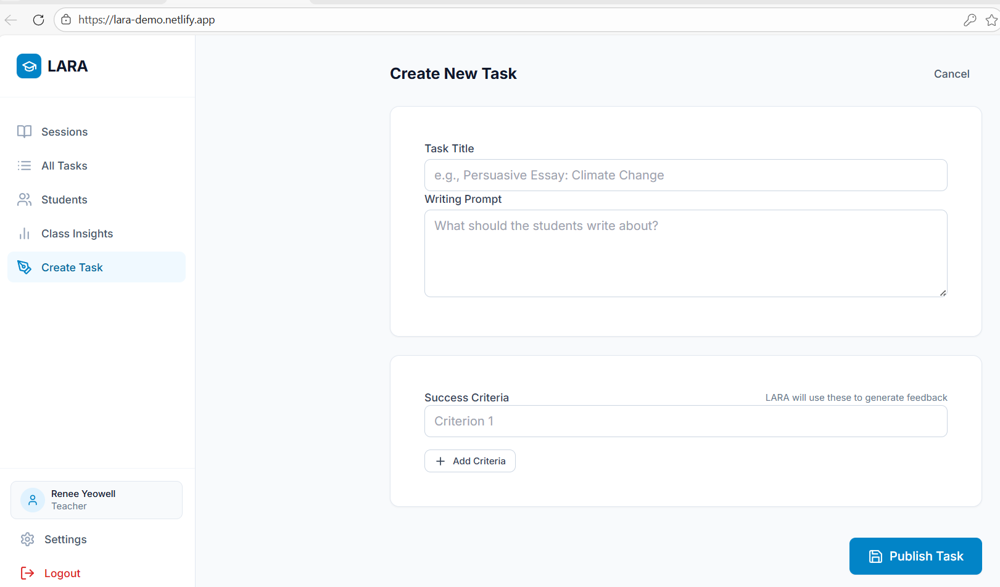 https://lara-demo.netlify.app
LARA
Sessions
All Tasks
Students
Class Insights
Create Task
Renee Yeowell
Teacher
Settings
Logout
Create New Task
Cancel
Task Title
e.g., Persuasive Essay: Climate Change
Writing Prompt
What should the students write about?
Success Criteria
LARA will use these to generate feedback
Criterion 1
Add Criteria
Publish Task